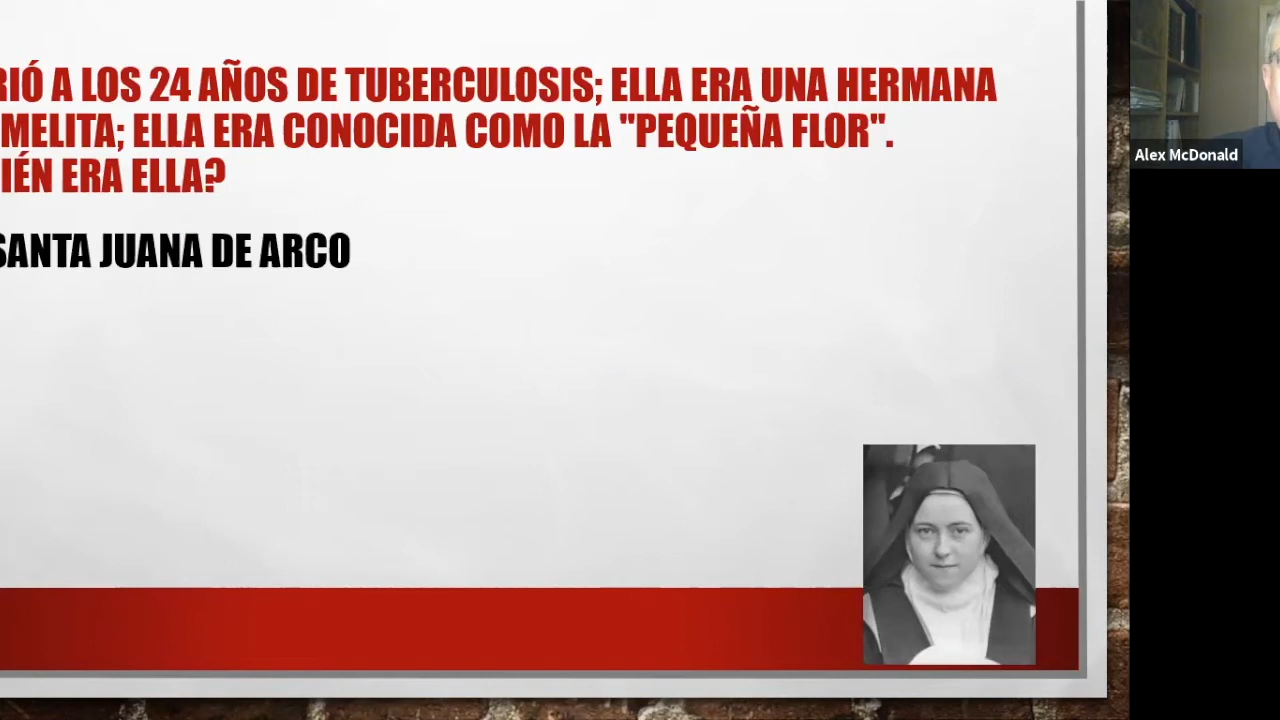 RIÓ A LOS 24 AÑOS DE TUBERCULOSIS; ELLA ERA UNA HERMANA
MELITA; ELLA ERA CONOCIDA COMO LA "PEQUEÑA FLOR".
IÉN ERA ELLA?
SANTA JUANA DE ARCO
Alex McDonald